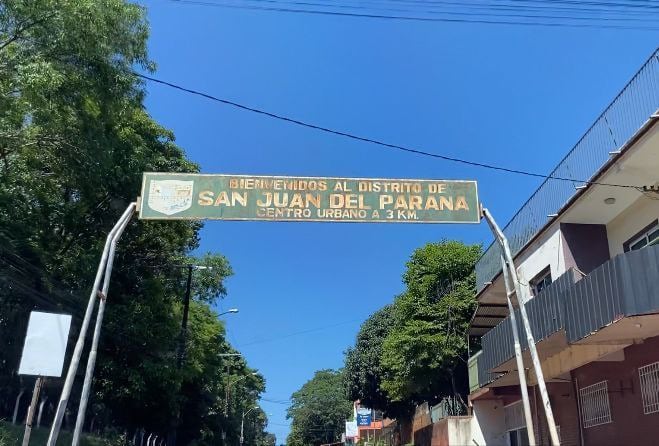 BIENVENIDOS AL DISTRITO DE
SAN JUAN DEL PARANA
CENTRO URBANO A 3 KM.